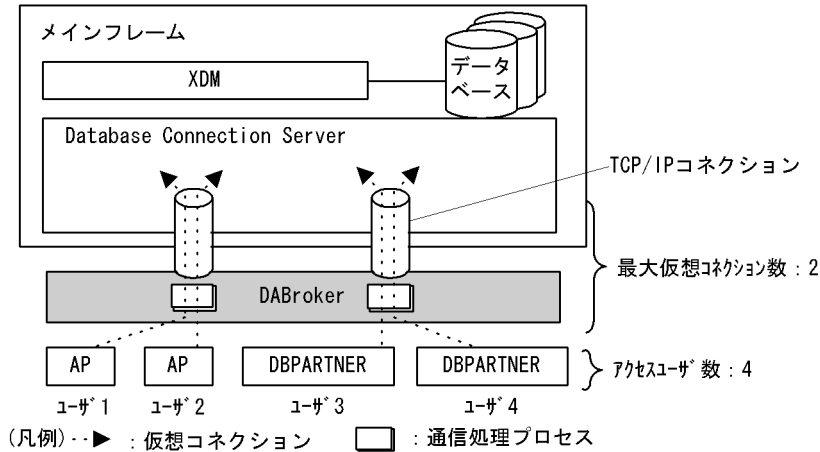 メインフレーム
XDM
データ
ベース
Database Connection Server
TCP/IPコネクション
最大仮想ｺﾈｸｼｮﾝ数：2
DABroker
AP
AP
DBPARTNER
DBPARTNER
ｱｸｾｽﾕｰｻﾞ数：4
ﾕｰｻﾞ1
ﾕｰｻﾞ2
ﾕｰｻﾞ3
ﾕｰｻﾞ4
(凡例)
：仮想コネクション
：通信処理プロセス